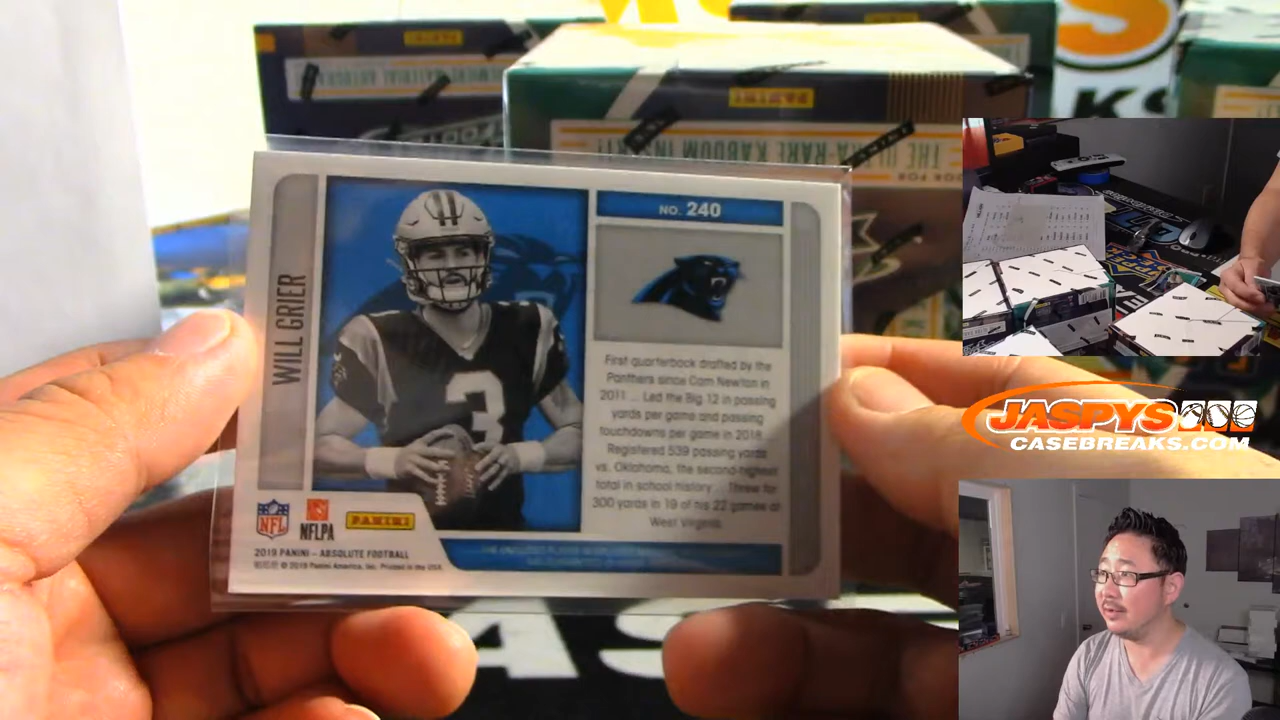 PANINI
THE ULTRA-RARE KABOOM INSERT!
PANINI
NO. 240
WILL GRIER
3
First quarterback drafted by the
Panthers since Cam Newton in
2011 ... Led the Big 12 in passing
yards per game and passing
touchdowns per game in 2018.
Registered 539 passing yards
vs. Oklahoma, the second-highest
total in school history ... Threw for
300 yards in 19 of his 22 games at
West Virginia.
NFL
NFLPA
PANINI
2019 PANINI – ABSOLUTE FOOTBALL
© 2019 Panini America, Inc. Printed in the USA.
JASPYS
CASEBREAKS.COM